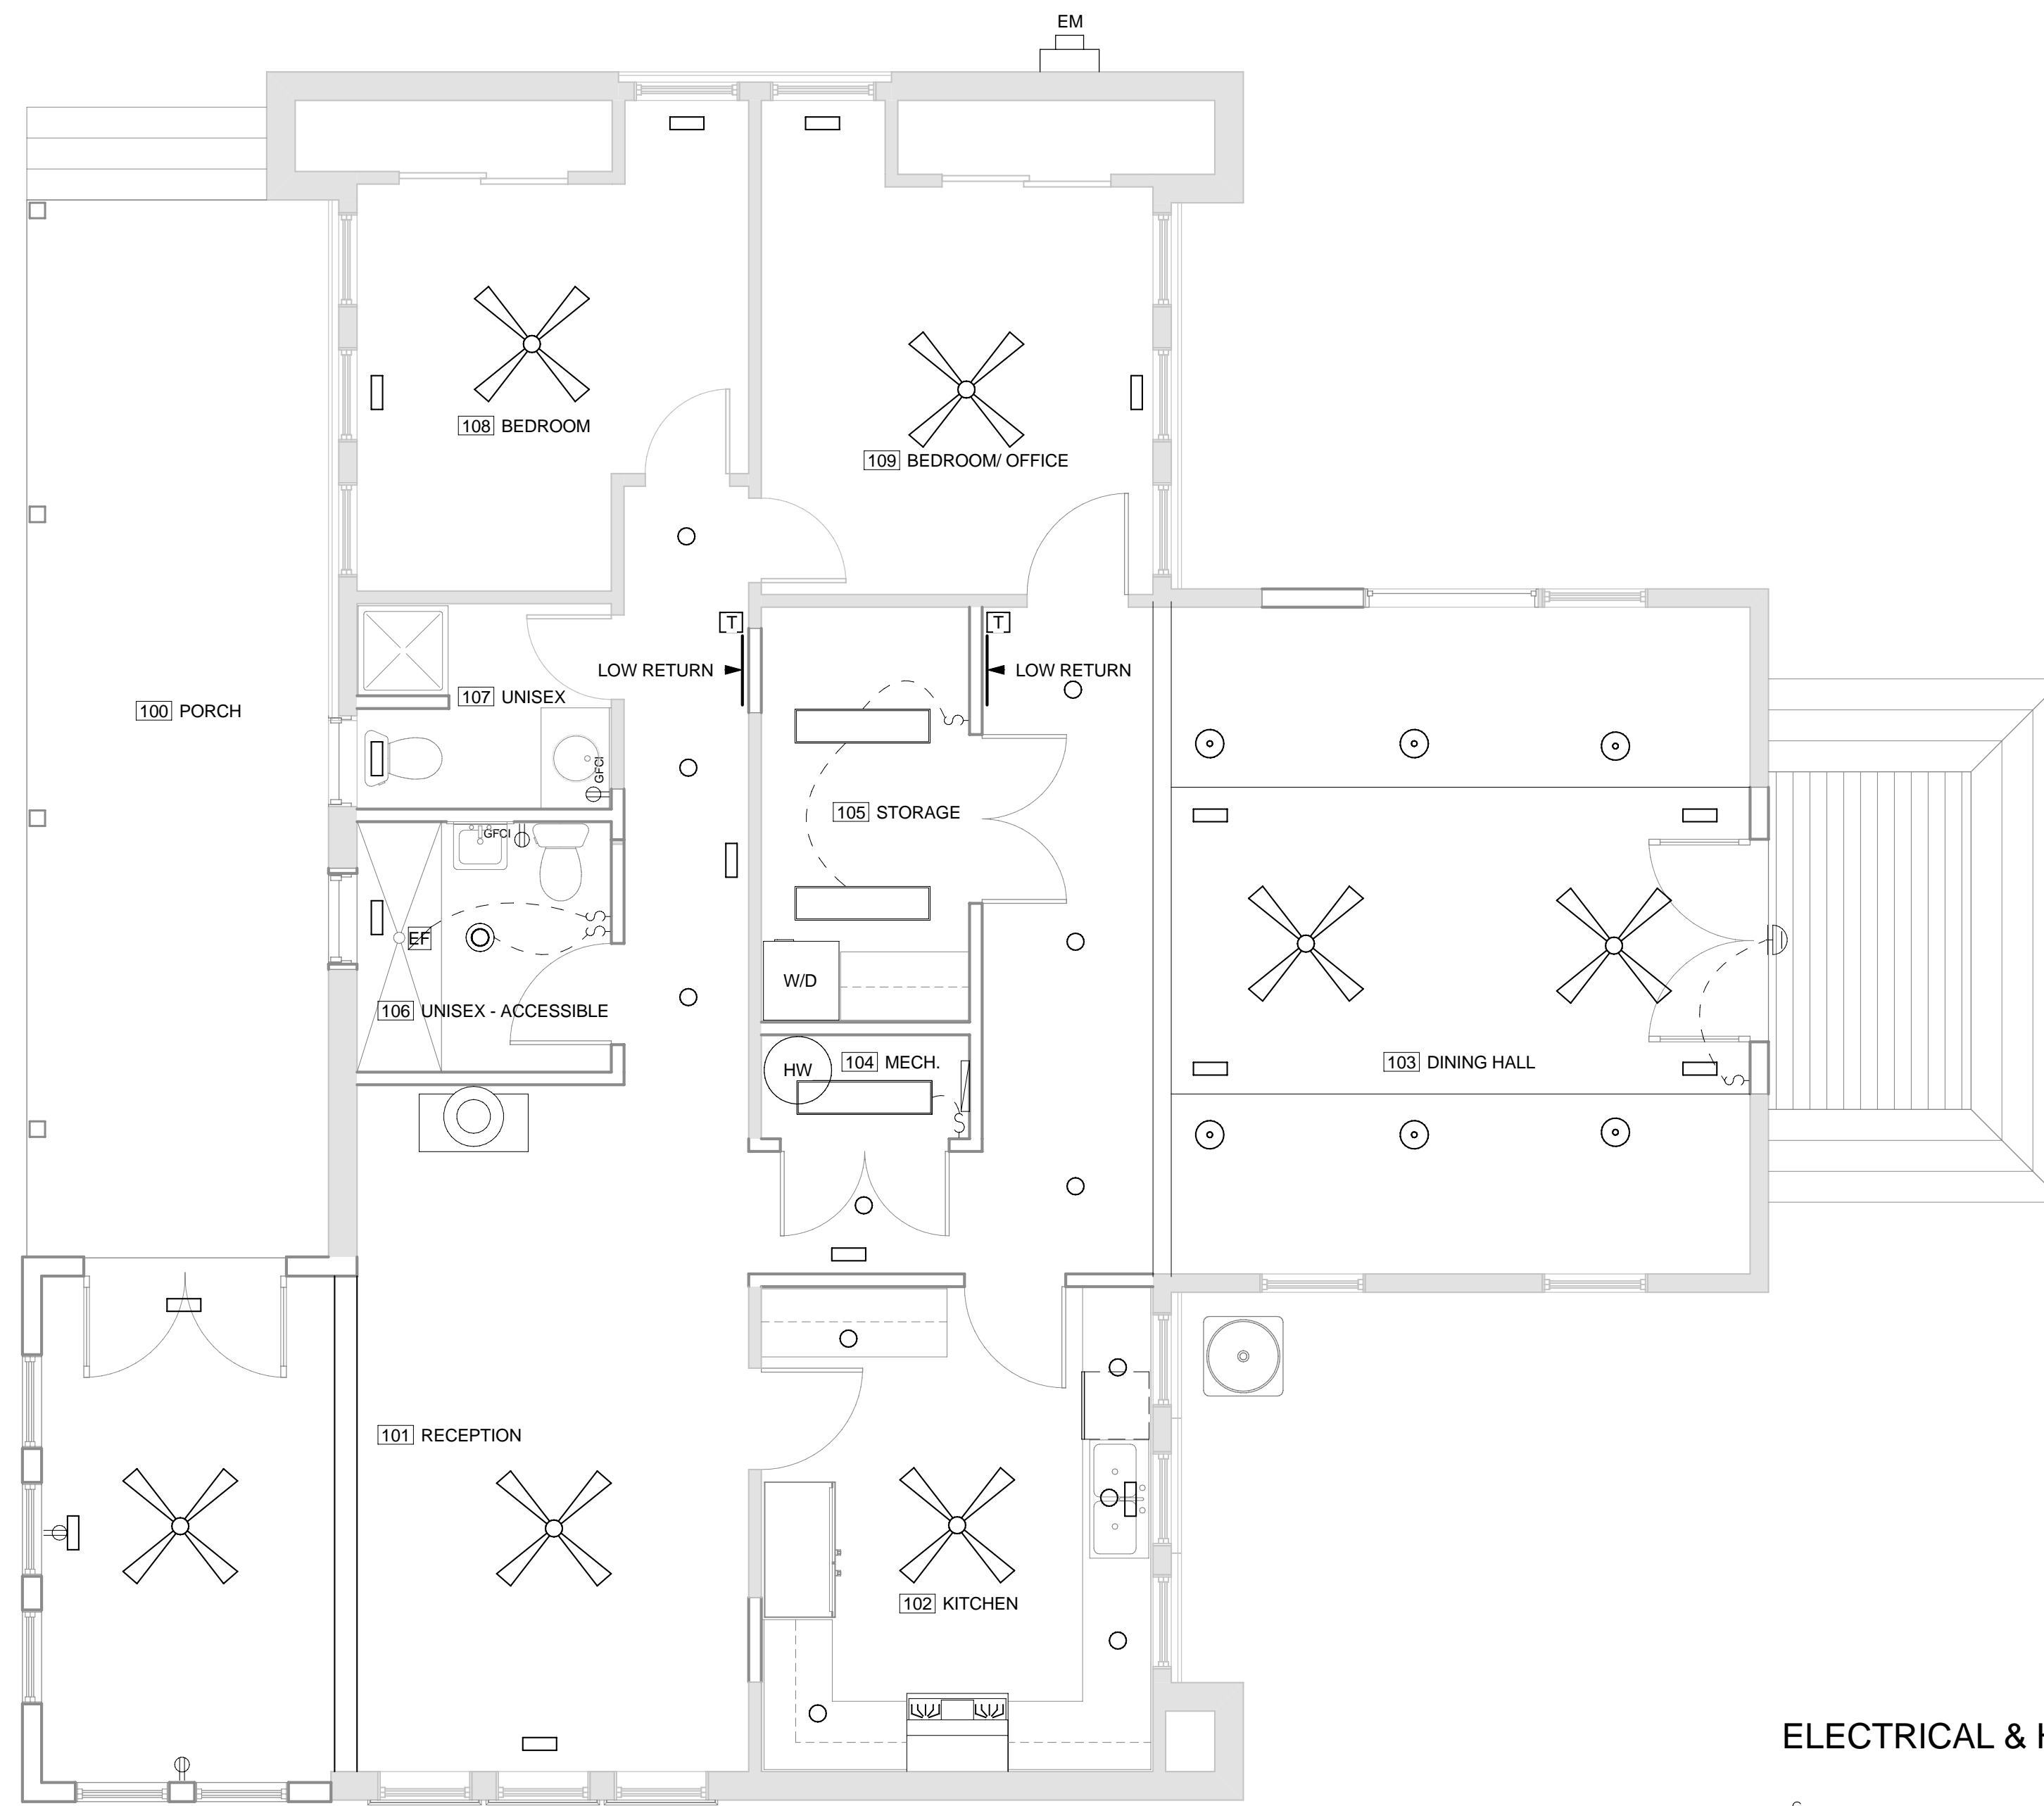 EM
108 BEDROOM
109 BEDROOM/ OFFICE
T
T
LOW RETURN
LOW RETURN
107 UNISEX
100 PORCH
GFCI
105 STORAGE
GFCI
S
S
S
EF
W/D
106 UNISEX - ACCESSIBLE
104 MECH.
HW
103 DINING HALL
S
S
101 RECEPTION
102 KITCHEN
ELECTRICAL &